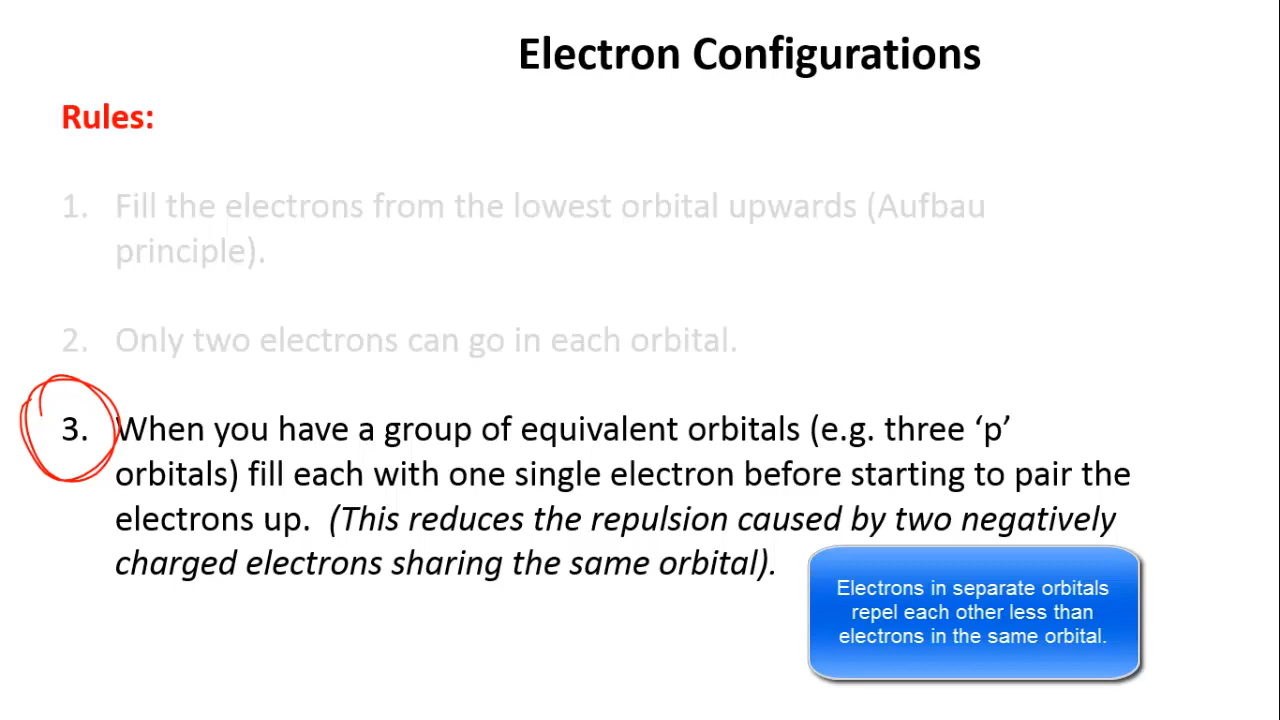 Electron Configurations
Rules:
1. Fill the electrons from the lowest orbital upwards (Aufbau
principle).
2. Only two electrons can go in each orbital.
3. When you have a group of equivalent orbitals (e.g. three ‘p’
orbitals) fill each with one single electron before starting to pair the
electrons up. (This reduces the repulsion caused by two negatively
charged electrons sharing the same orbital).
Electrons in separate orbitals
repel each other less than
electrons in the same orbital.